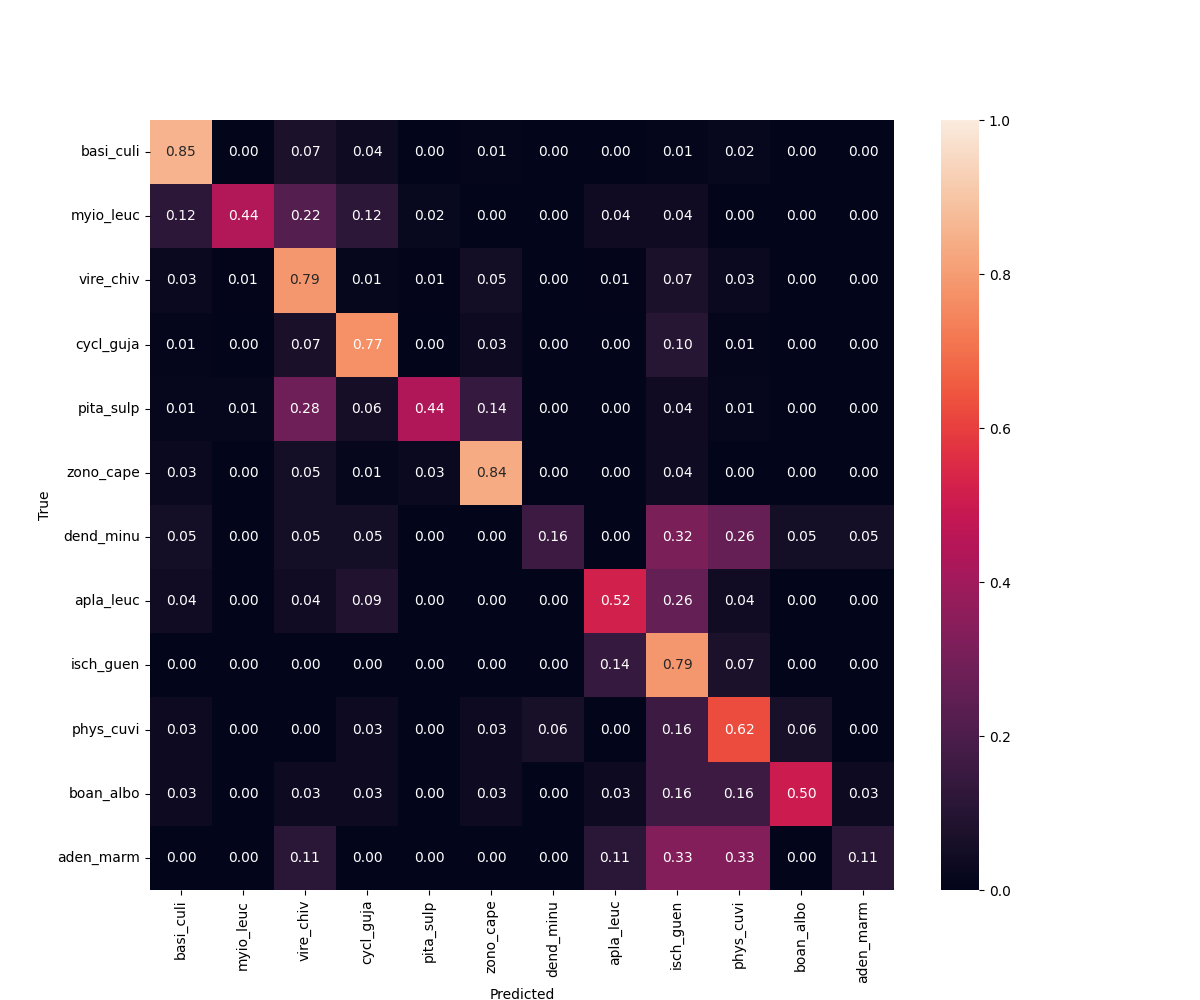 1.0
basi_culi 0.85 0.00 0.07 0.04 0.00 0.01 0.00 0.00 0.01 0.02 0.00 0.00
myio_leuc 0.12 0.44 0.22 0.12 0.02 0.00 0.00 0.04 0.04 0.00 0.00 0.00
0.8
vire_chiv 0.03 0.01 0.79 0.01 0.01 0.05 0.00 0.01 0.07 0.03 0.00 0.00
cycl_guja 0.01 0.00 0.07 0.77 0.00 0.03 0.00 0.00 0.10 0.01 0.00 0.00
pita_sulp 0.01 0.01 0.28 0.06 0.44 0.14 0.00 0.00 0.04 0.01 0.00 0.00
0.6
zono_cape 0.03 0.00 0.05 0.01 0.03 0.84 0.00 0.00 0.04 0.00 0.00 0.00
True
dend_minu 0.05 0.00 0.05 0.05 0.00 0.00 0.16 0.00 0.32 0.26 0.05 0.05
0.4
apla_leuc 0.04 0.00 0.04 0.09 0.00 0.00 0.00 0.52 0.26 0.04 0.00 0.00
isch_guen 0.00 0.00 0.00 0.00 0.00 0.00 0.00 0.14 0.79 0.07 0.00 0.00
phys_cuvi 0.03 0.00 0.00 0.03 0.00 0.03 0.06 0.00 0.16 0.62 0.06 0.00
0.2
boan_albo 0.03 0.00 0.03 0.03 0.00 0.03 0.00 0.03 0.16 0.16 0.50 0.03
aden_marm 0.00 0.00 0.11 0.00 0.00 0.00 0.00 0.11 0.33 0.33 0.00 0.11
0.0
basi_culi myio_leuc vire_chiv cycl_guja pita_sulp zono_cape dend_minu apla_leuc isch_guen phys_cuvi boan_albo aden_marm
Predicted